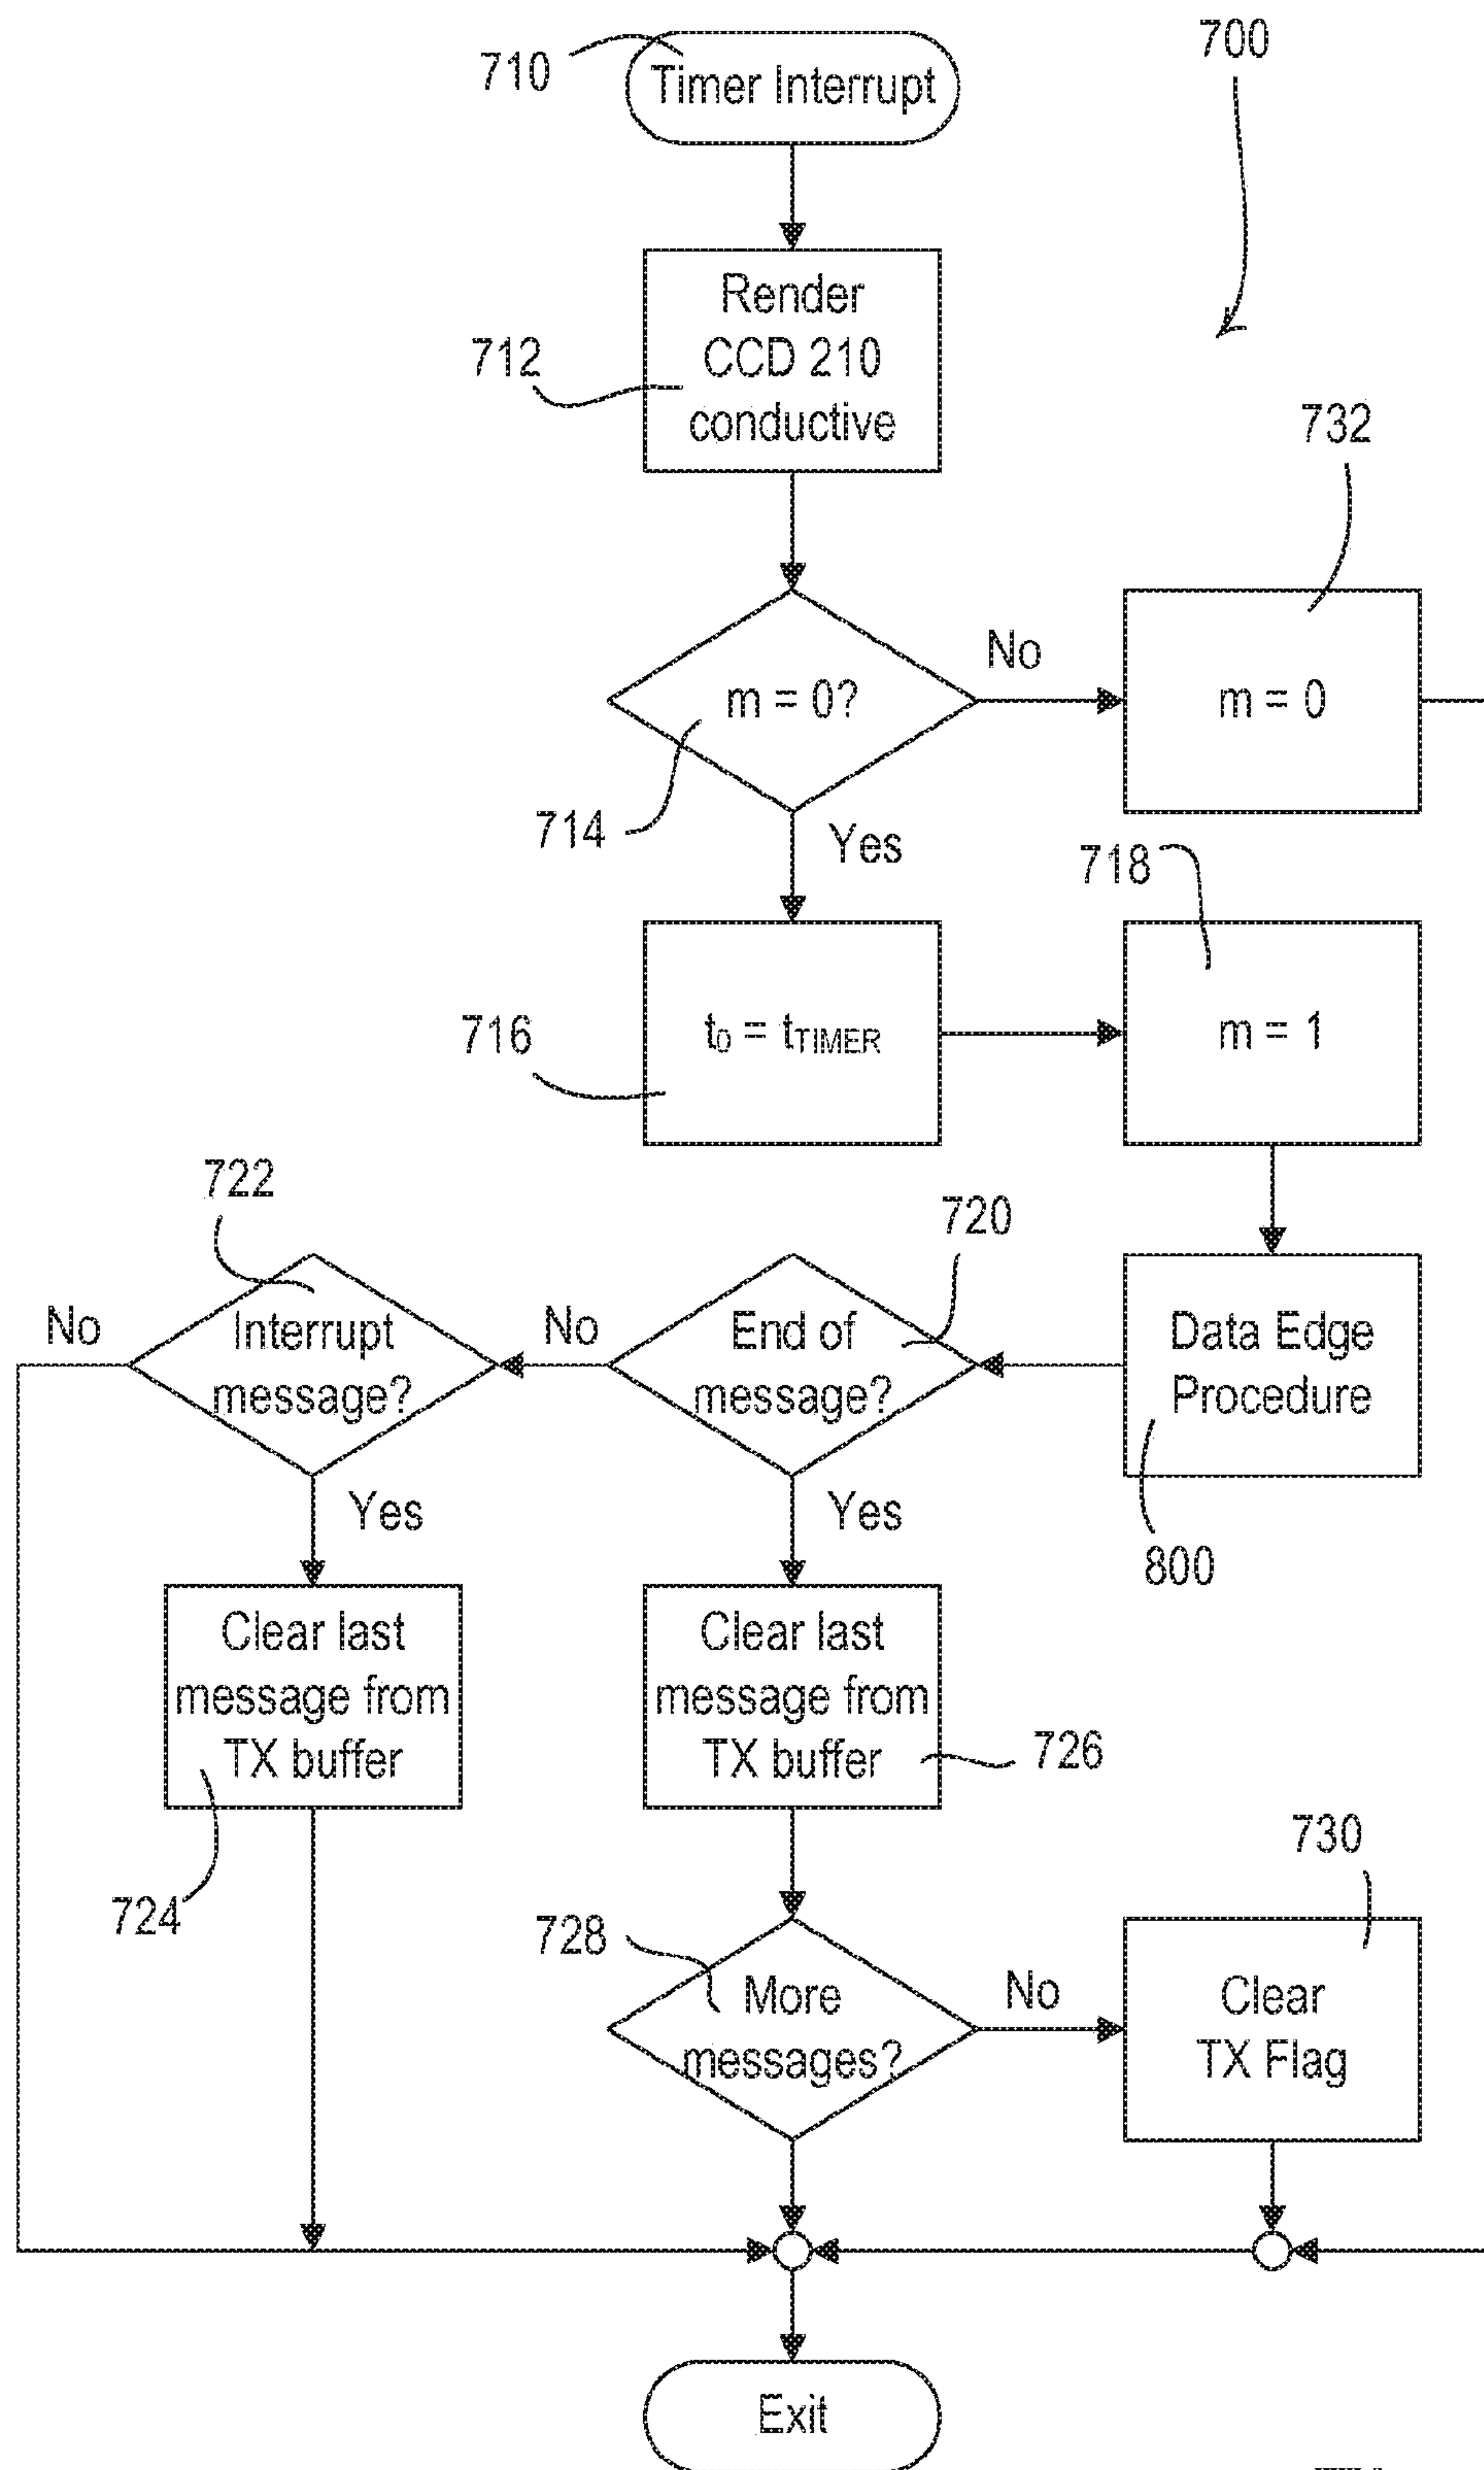 700
710
Timer Interrupt
Render
CCD 210
conductive
712
732
m = 0?
No
m = 0
714
Yes
718
716
t₀ = tTIMER
m = 1
722
720
No
Interrupt
message?
No
End of
message?
Data Edge
Procedure
Yes
Yes
800
Clear last
message from
TX buffer
Clear last
message from
TX buffer
726
724
730
728
More
messages?
No
Clear
TX Flag
Exit